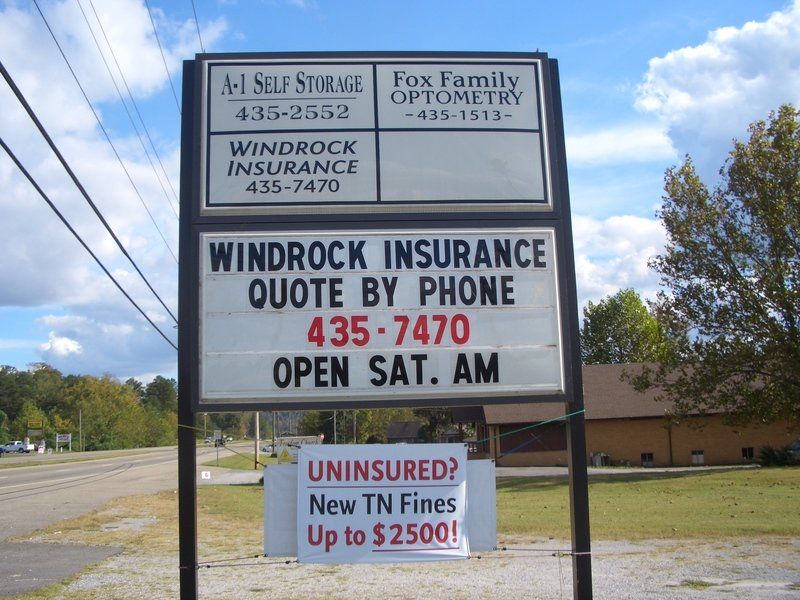 A-1 SELF STORAGE
435-2552
Fox Family
OPTOMETRY
-435-1513-
WINDROCK
INSURANCE
435-7470
WINDROCK INSURANCE
QUOTE BY PHONE
435-7470
OPEN SAT. AM
UNINSURED?
New TN Fines
Up to $2500!